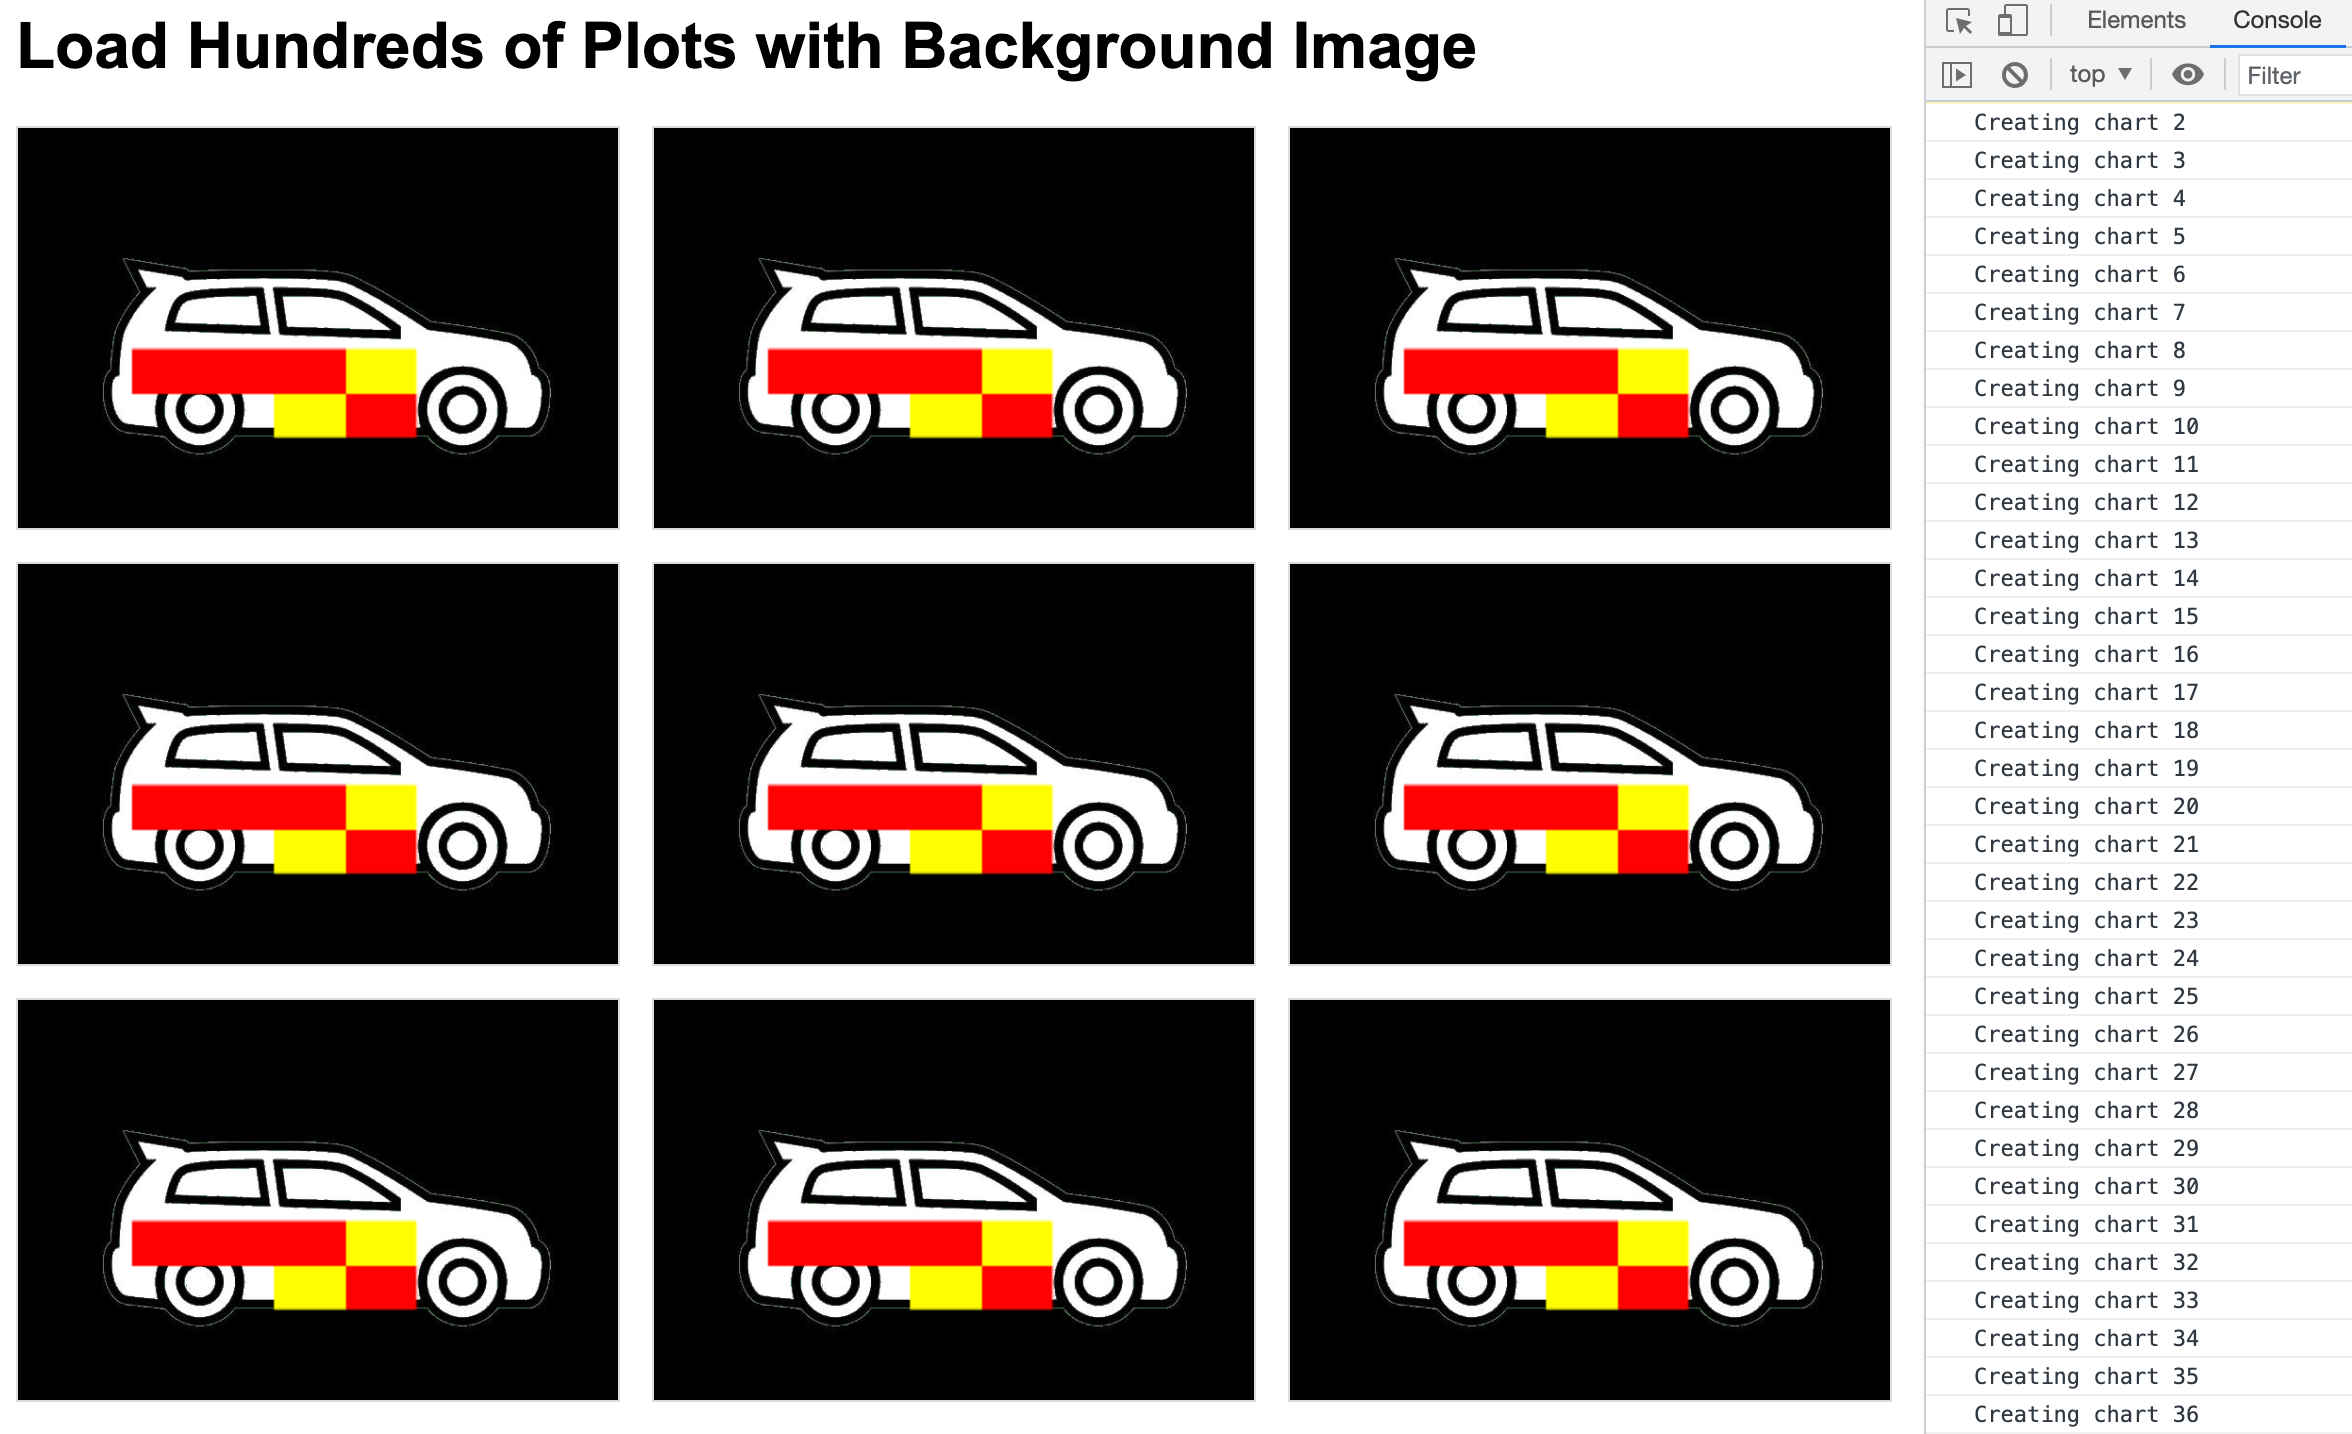 Load Hundreds of Plots with Background Image
Elements Console
top ▼ Filter
Creating chart 2
Creating chart 3
Creating chart 4
Creating chart 5
Creating chart 6
Creating chart 7
Creating chart 8
Creating chart 9
Creating chart 10
Creating chart 11
Creating chart 12
Creating chart 13
Creating chart 14
Creating chart 15
Creating chart 16
Creating chart 17
Creating chart 18
Creating chart 19
Creating chart 20
Creating chart 21
Creating chart 22
Creating chart 23
Creating chart 24
Creating chart 25
Creating chart 26
Creating chart 27
Creating chart 28
Creating chart 29
Creating chart 30
Creating chart 31
Creating chart 32
Creating chart 33
Creating chart 34
Creating chart 35
Creating chart 36